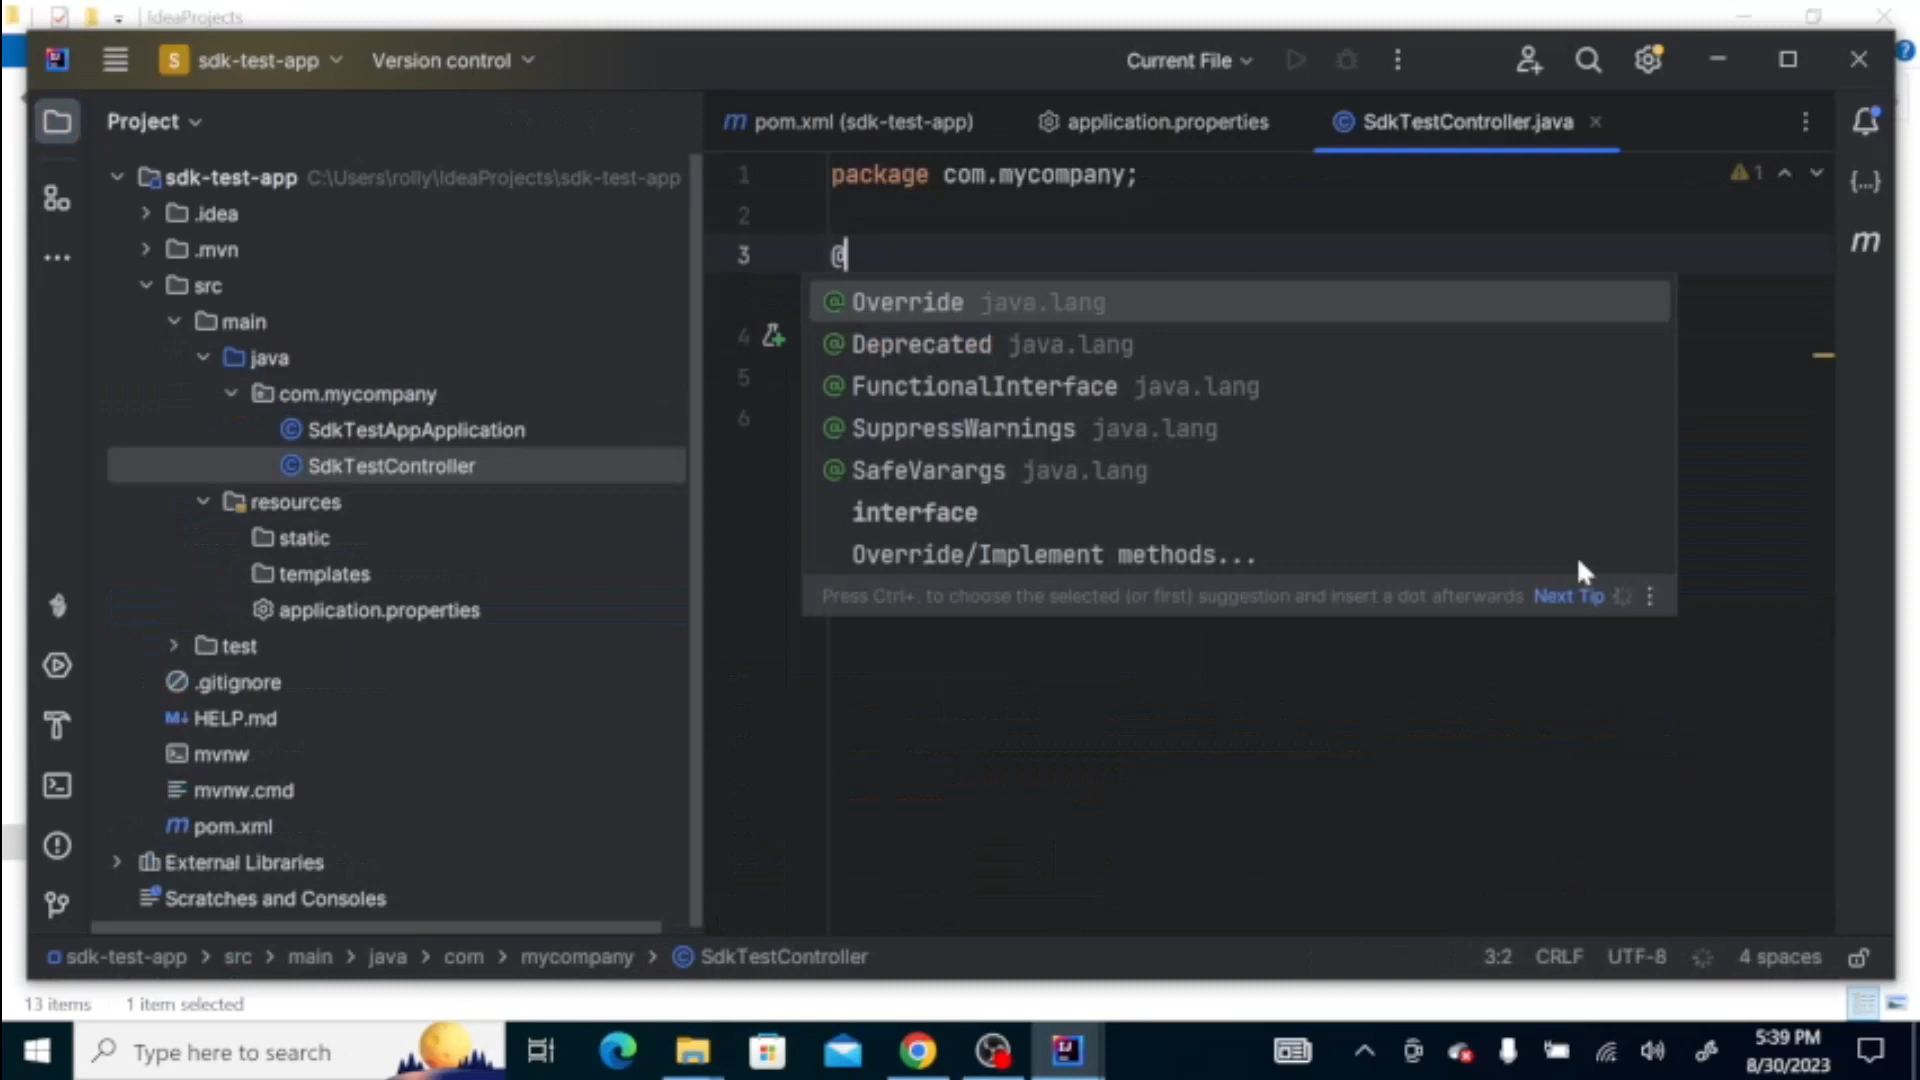 IdeaProjects
S sdk-test-app Version control Current File
Project
pom.xml (sdk-test-app) application.properties SdkTestController.java
sdk-test-app C:\Users\rolly\IdeaProjects\sdk-test-app
.idea
.mvn
src
main
java
com.mycompany
SdkTestAppApplication
SdkTestController
resources
static
templates
application.properties
test
.gitignore
M↓ HELP.md
mvnw
mvnw.cmd
m pom.xml
External Libraries
Scratches and Consoles
1 package com.mycompany; 1
2
3 @
4
5
6
@ Override java.lang
@ Deprecated java.lang
@ FunctionalInterface java.lang
@ SuppressWarnings java.lang
@ SafeVarargs java.lang
interface
Override/Implement methods...
Press Ctrl+. to choose the selected (or first) suggestion and insert a dot afterwards Next Tip
sdk-test-app > src > main > java > com > mycompany > SdkTestController 3:2 CRLF UTF-8 4 spaces
13 items 1 item selected
Type here to search
5:39 PM
8/30/2023